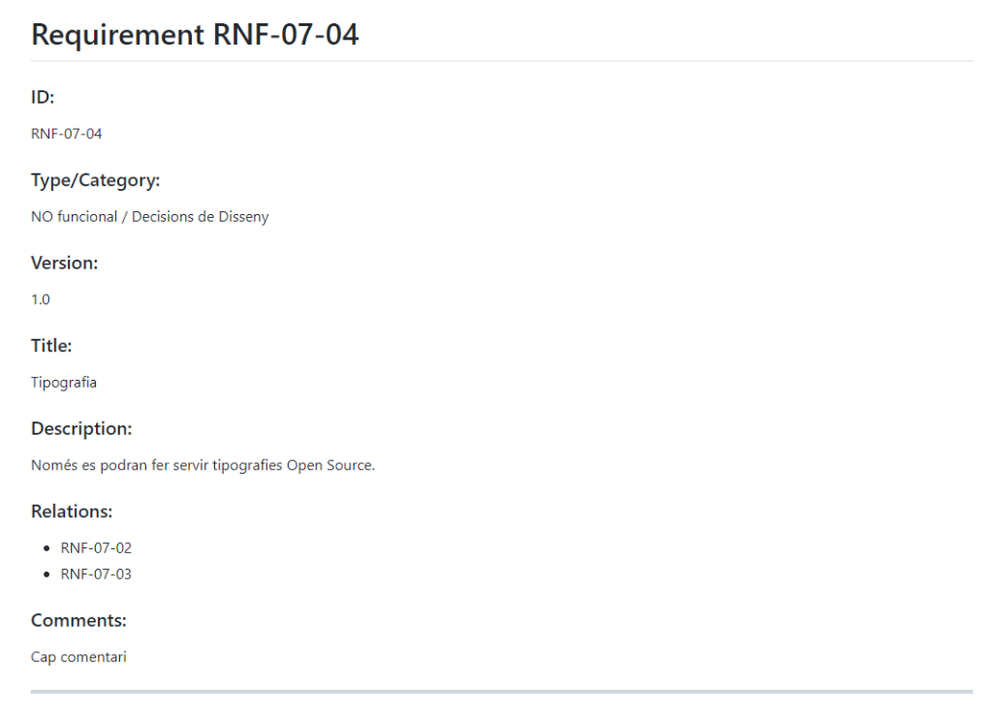 Requirement RNF-07-04
ID:
RNF-07-04
Type/Category:
NO funcional / Decisions de Disseny
Version:
1.0
Title:
Tipografia
Description:
Només es podran fer servir tipografies Open Source.
Relations:
• RNF-07-02
• RNF-07-03
Comments:
Cap comentari